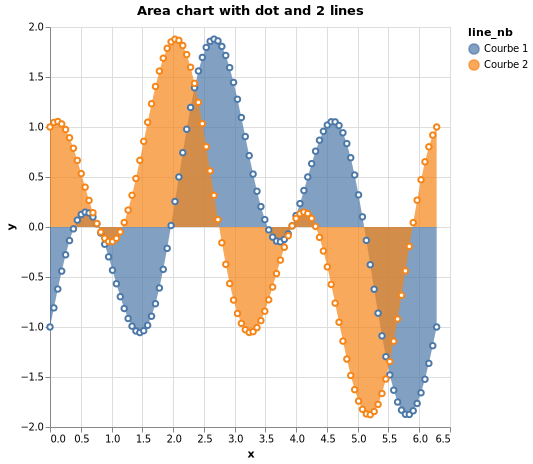 Area chart with dot and 2 lines
line_nb
Courbe 1
Courbe 2
2.0
1.5
1.0
0.5
0.0
−0.5
−1.0
−1.5
−2.0
y
0.0 0.5 1.0 1.5 2.0 2.5 3.0 3.5 4.0 4.5 5.0 5.5 6.0 6.5
x